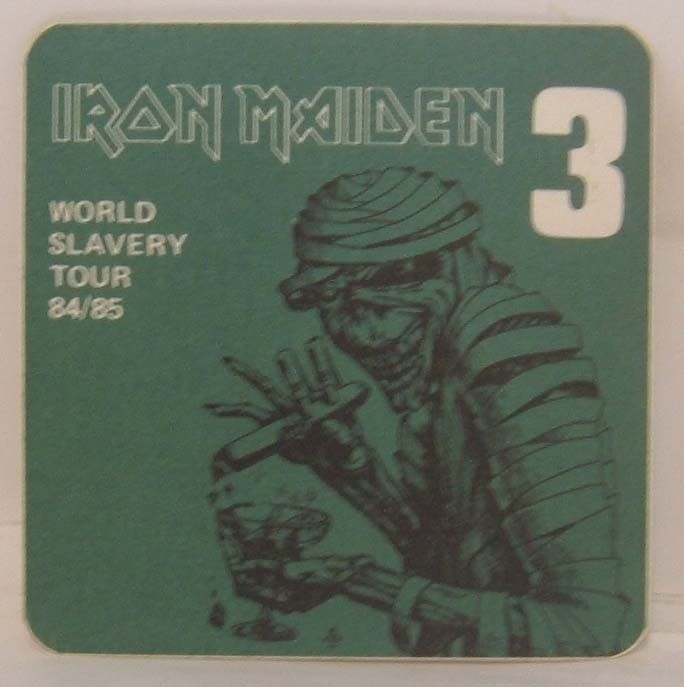 IRON MAIDEN
3
WORLD
SLAVERY
TOUR
84/85